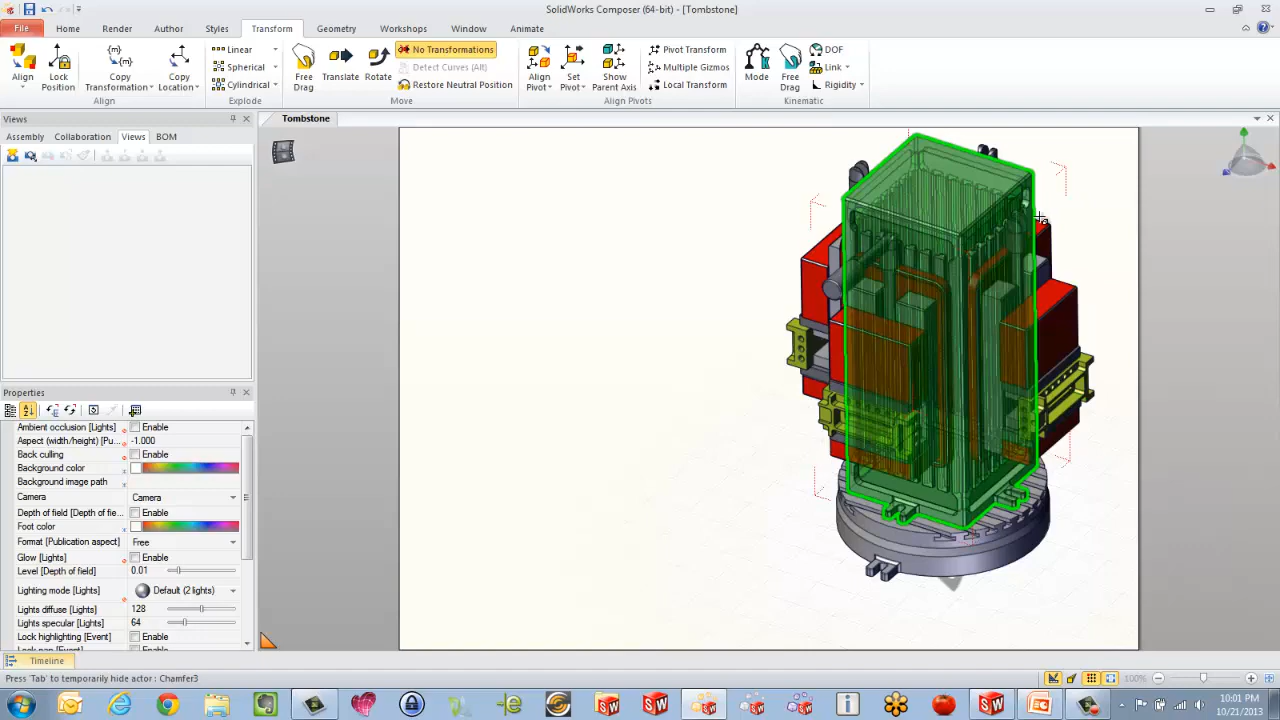 SolidWorks Composer (64-bit) - [Tombstone]
File Home Render Author Styles Transform Geometry Workshops Window Animate
Align Lock Position Copy Transformation Copy Location Linear Spherical Cylindrical Free Drag Translate Rotate No Transformations Detect Curves (Alt) Restore Neutral Position Align Pivot Set Pivot Show Parent Axis Pivot Transform Multiple Gizmos Local Transform Mode Free Drag DOF Link Rigidity
Align Explode Move Align Pivots Kinematic
Views Tombstone
Assembly Collaboration Views BOM
Properties
Ambient occlusion [Lights] Enable
Aspect (width/height) [Pu... -1.000
Back culling Enable
Background color
Background image path
Camera Camera
Depth of field [Depth of fie... Enable
Foot color
Format [Publication aspect] Free
Glow [Lights] Enable
Level [Depth of field] 0.01
Lighting mode [Lights] Default (2 lights)
Lights diffuse [Lights] 128
Lights specular [Lights] 64
Lock highlighting [Event] Enable
Lock pan [Event] Enable
Timeline
Press 'Tab' to temporarily hide actor : Chamfer3 100%
10:01 PM
10/21/2013